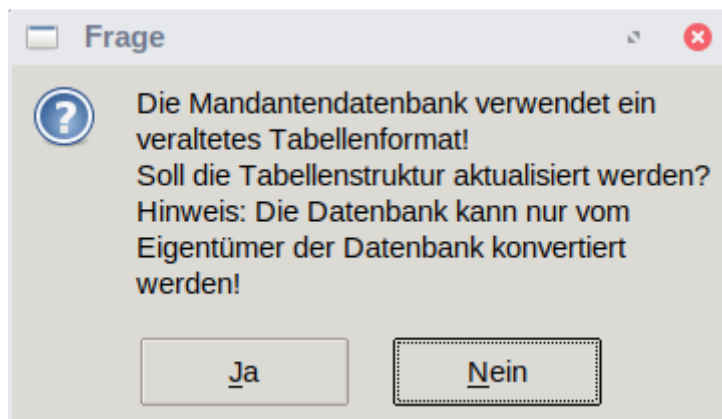 Frage
Die Mandantendatenbank verwendet ein
veraltetes Tabellenformat!
Soll die Tabellenstruktur aktualisiert werden?
Hinweis: Die Datenbank kann nur vom
Eigentümer der Datenbank konvertiert
werden!
Ja
Nein